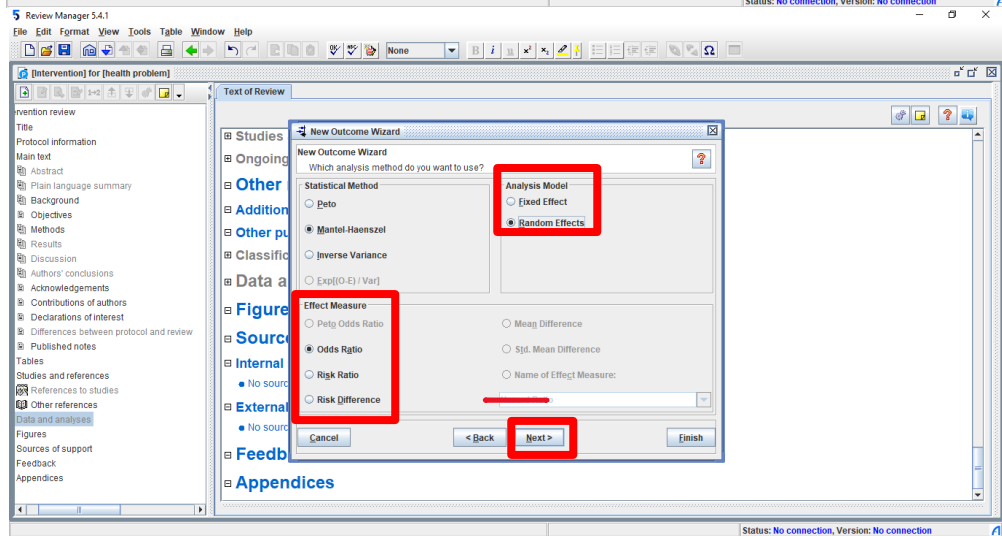 Status: No connection, Version: No connection
Review Manager 5.4.1
File Edit Format View Tools Table Window Help
None
B i u x² x₂ Ω
[Intervention] for [health problem]
1→2
Text of Review
rvention review
Title
Protocol information
Main text
Abstract
Plain language summary
Background
Objectives
Methods
Results
Discussion
Authors' conclusions
Acknowledgements
Contributions of authors
Declarations of interest
Differences between protocol and review
Published notes
Tables
Studies and references
References to studies
Other references
Data and analyses
Figures
Sources of support
Feedback
Appendices
Studies
Ongoing
Other
Addition
Other pu
Classific
Data a
Figure
Sourc
Internal
No sourc
External
No sourc
Feedb
Appendices
New Outcome Wizard
New Outcome Wizard
Which analysis method do you want to use?
?
Statistical Method
Peto
Mantel-Haenszel
Inverse Variance
Exp[(O-E) / Var]
Analysis Model
Fixed Effect
Random Effects
Effect Measure
Peto Odds Ratio
Odds Ratio
Risk Ratio
Risk Difference
Mean Difference
Std. Mean Difference
Name of Effect Measure:
Cancel
< Back
Next >
Finish
?
Status: No connection, Version: No connection